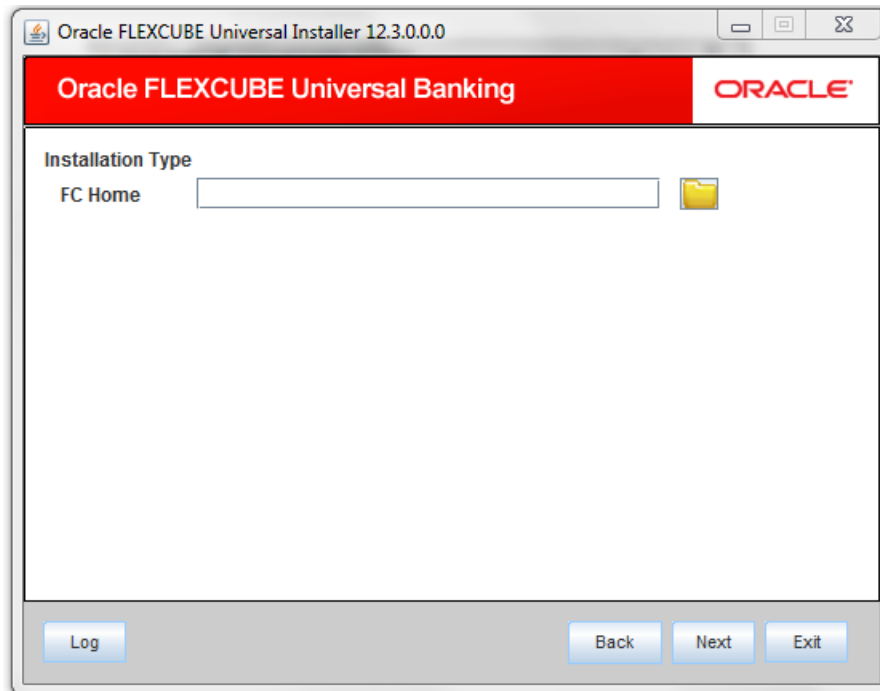 Oracle FLEXCUBE Universal Installer 12.3.0.0.0
Oracle FLEXCUBE Universal Banking
ORACLE®
Installation Type
FC Home
Log
Back
Next
Exit